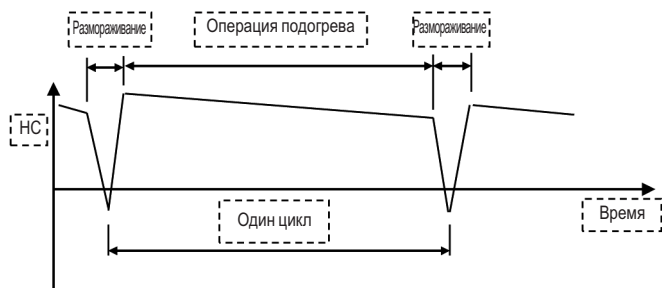 Размораживание
Операция подогрева
Размораживание
НС
Один цикл
Время